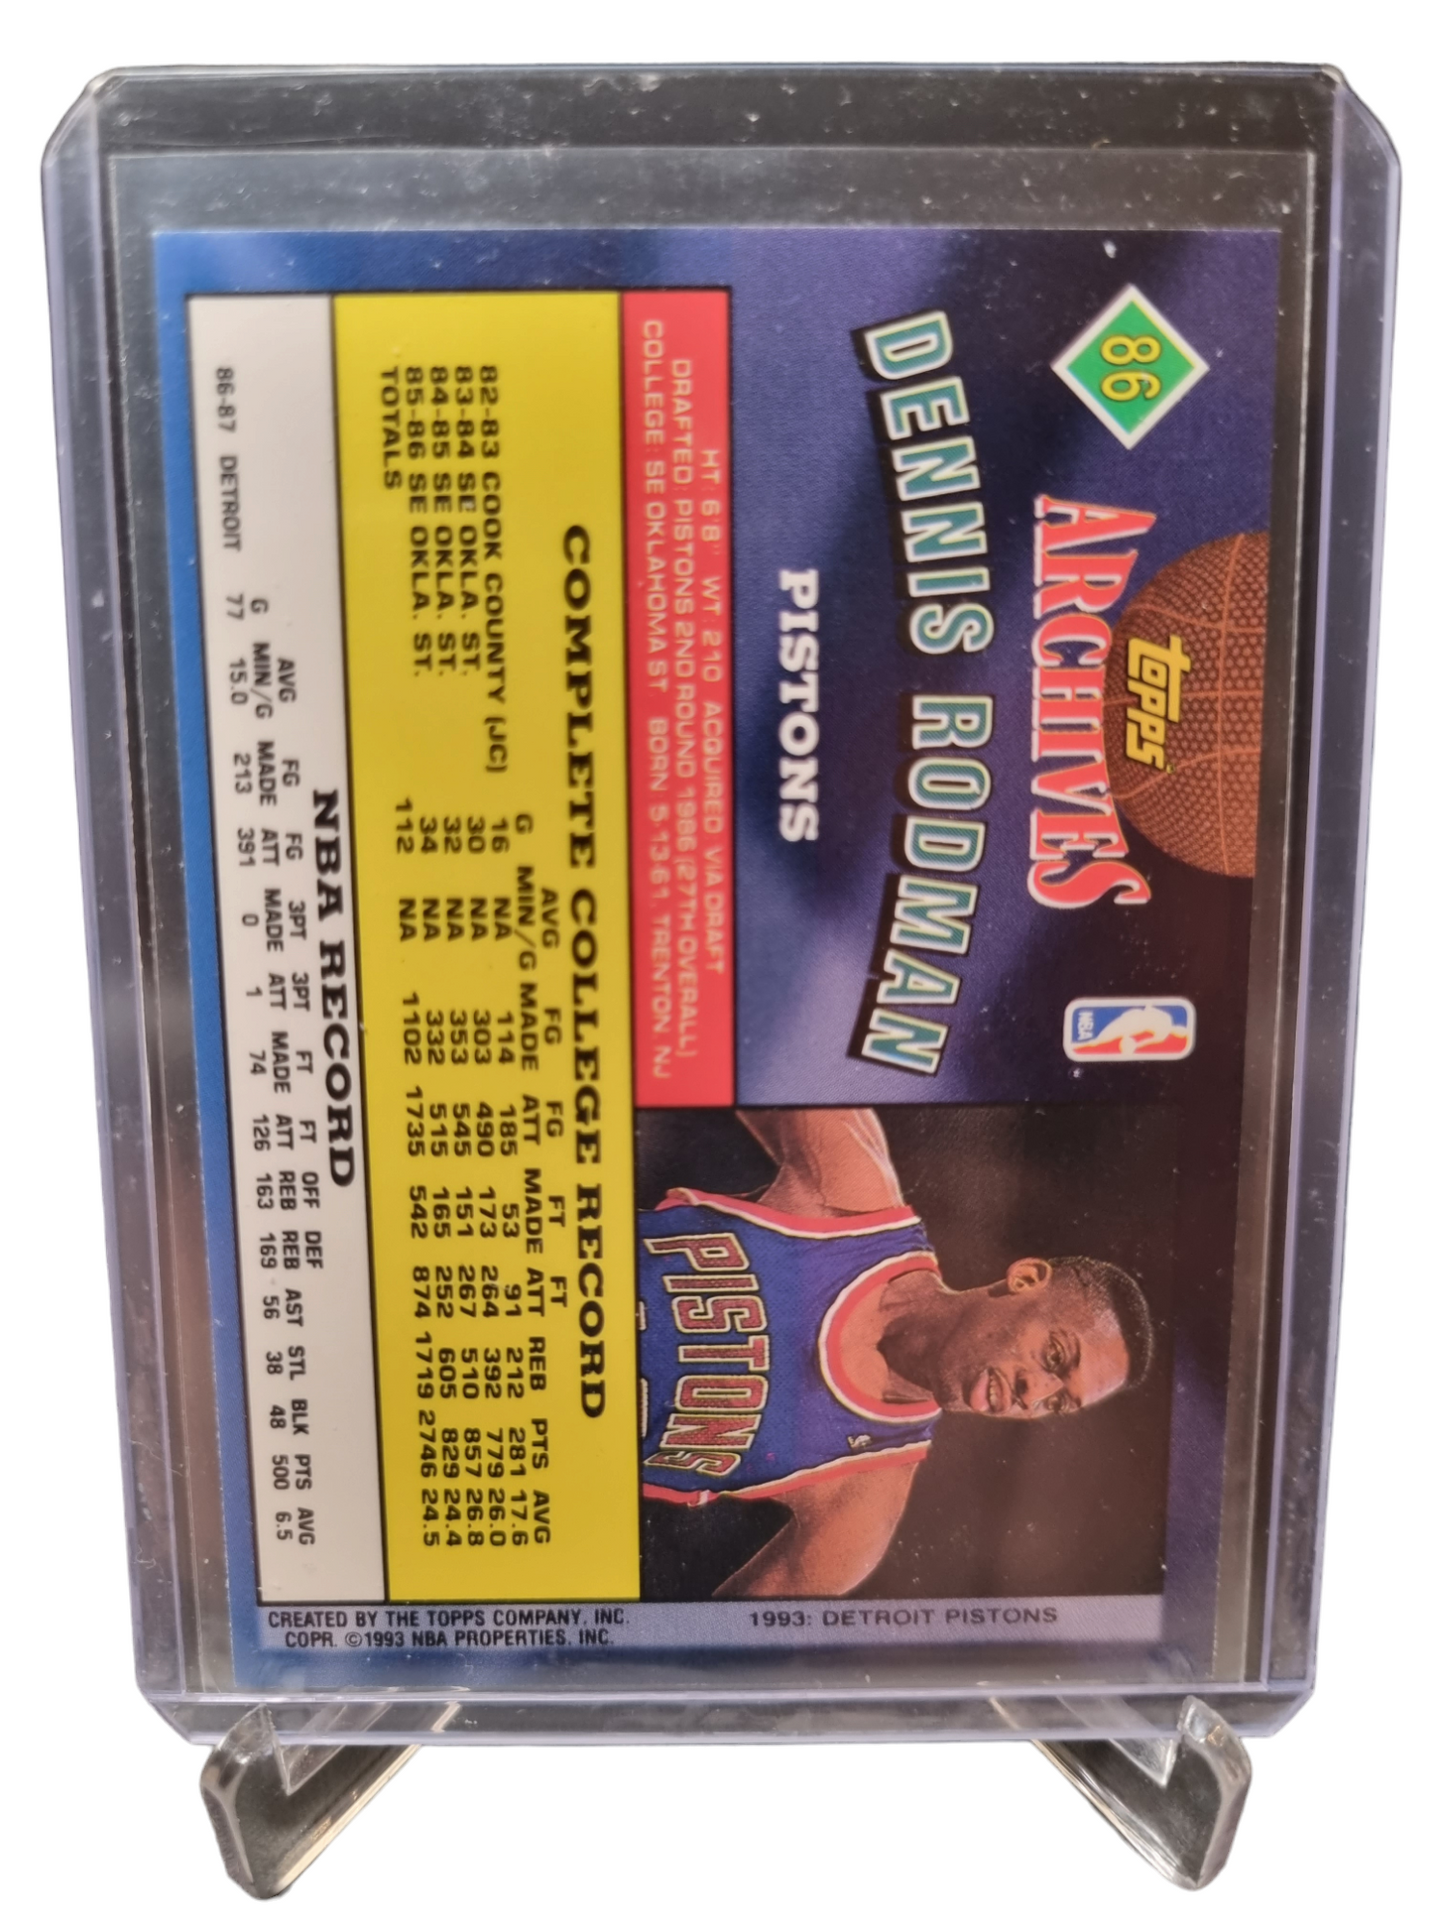 86
topps
ARCHIVES
NBA
DENNIS RODMAN
PISTONS
HT: 6'8" WT: 210 ACQUIRED VIA DRAFT
DRAFTED: PISTONS 2ND ROUND 1986 (27TH OVERALL)
COLLEGE: SE OKLAHOMA ST BORN 5 13 61, TRENTON, NJ
PISTONS
COMPLETE COLLEGE RECORD
AVG FG FG FT FT
G MIN/G MADE ATT MADE ATT REB PTS AVG
82-83 COOK COUNTY (JC) 16 NA 114 185 53 91 212 281 17.6
83-84 SE OKLA. ST. 30 NA 303 490 173 264 392 779 26.0
84-85 SE OKLA. ST. 32 NA 353 545 151 267 510 857 26.8
85-86 SE OKLA. ST. 34 NA 332 515 165 252 605 829 24.4
TOTALS 112 NA 1102 1735 542 874 1719 2746 24.5
NBA RECORD
AVG FG FG 3PT 3PT FT FT OFF DEF
G MIN/G MADE ATT MADE ATT MADE ATT REB REB AST STL BLK PTS AVG
86-87 DETROIT 77 15.0 213 391 0 1 74 126 163 169 56 38 48 500 6.5
CREATED BY THE TOPPS COMPANY, INC.
COPR. ©1993 NBA PROPERTIES, INC.
1993: DETROIT PISTONS